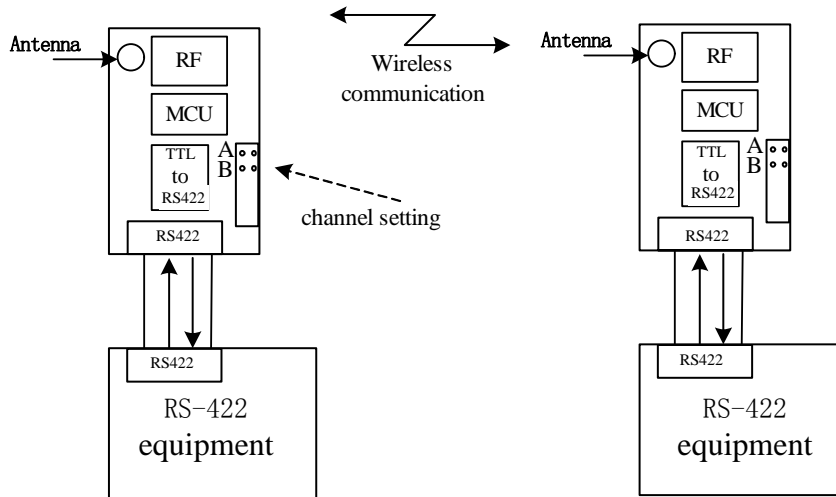 Antenna
RF
MCU
TTL
to
RS422
A
B
RS422
RS422
RS-422
equipment
Wireless
communication
channel setting
Antenna
RF
MCU
TTL
to
RS422
A
B
RS422
RS422
RS-422
equipment